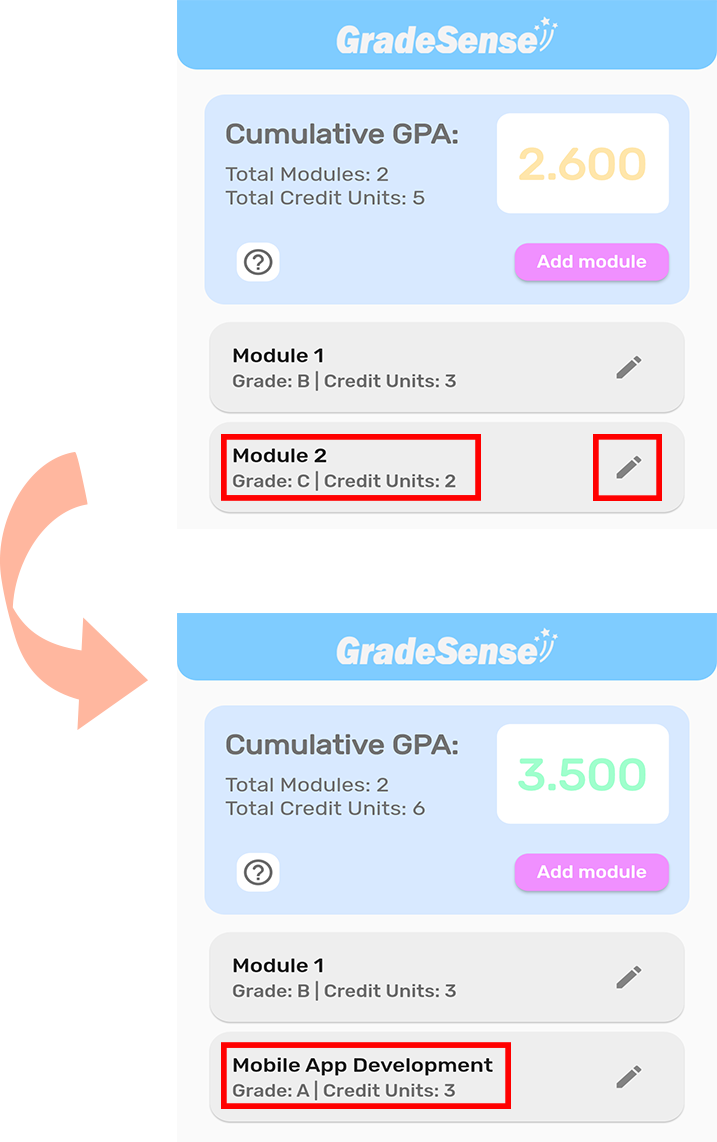 GradeSense
Cumulative GPA:
2.600
Total Modules: 2
Total Credit Units: 5
?
Add module
Module 1
Grade: B | Credit Units: 3
Module 2
Grade: C | Credit Units: 2
GradeSense
Cumulative GPA:
3.500
Total Modules: 2
Total Credit Units: 6
?
Add module
Module 1
Grade: B | Credit Units: 3
Mobile App Development
Grade: A | Credit Units: 3